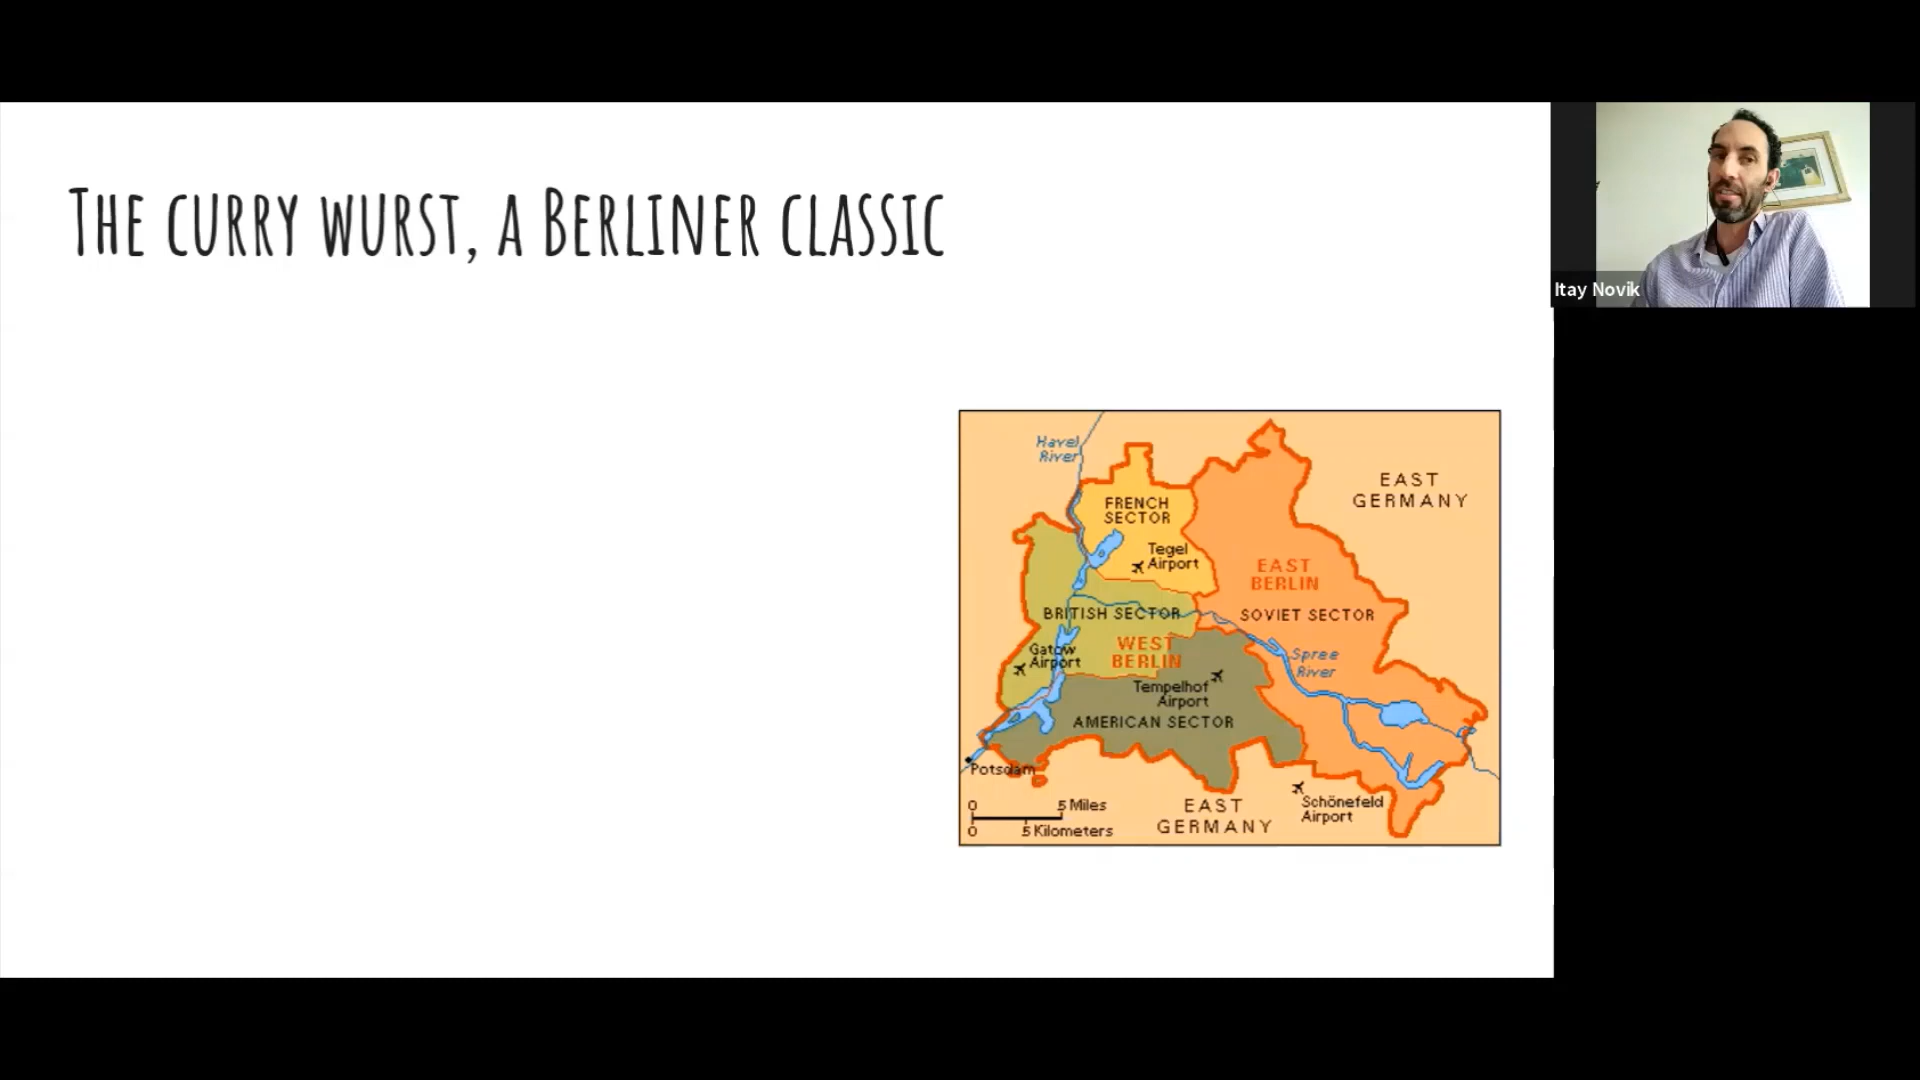 THE CURRY WURST, A BERLINER CLASSIC
Itay Novik
Havel
River
EAST
GERMANY
FRENCH
SECTOR
Tegel
Airport
EAST
BERLIN
BRITISH SECTOR
SOVIET SECTOR
WEST
BERLIN
Gatow
Airport
Spree
River
Tempelhof
Airport
AMERICAN SECTOR
Potsdam
0 5 Miles
0 5 Kilometers
EAST
GERMANY
Schönefeld
Airport